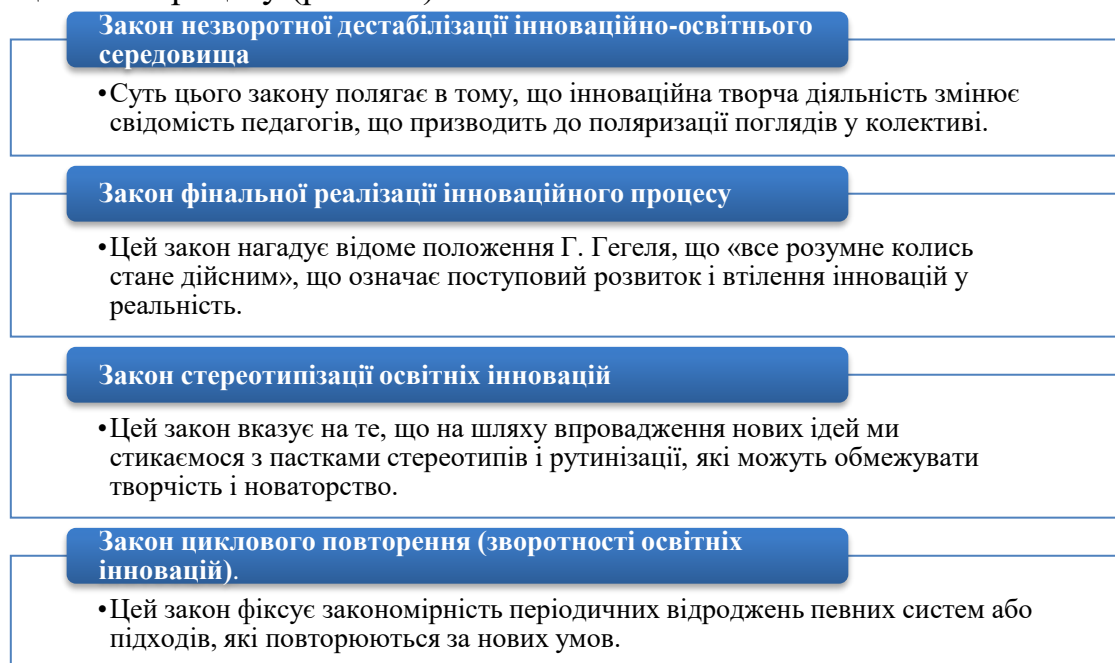 Закон незворотної дестабілізації інноваційно-освітнього
середовища
•Суть цього закону полягає в тому, що інноваційна творча діяльність змінює
свідомість педагогів, що призводить до поляризації поглядів у колективі.
Закон фінальної реалізації інноваційного процесу
•Цей закон нагадує відоме положення Г. Гегеля, що «все розумне колись
стане дійсним», що означає поступовий розвиток і втілення інновацій у
реальність.
Закон стереотипізації освітніх інновацій
•Цей закон вказує на те, що на шляху впровадження нових ідей ми
стикаємося з пастками стереотипів і рутинізації, які можуть обмежувати
творчість і новаторство.
Закон циклового повторення (зворотності освітніх
інновацій).
•Цей закон фіксує закономірність періодичних відроджень певних систем або
підходів, які повторюються за нових умов.